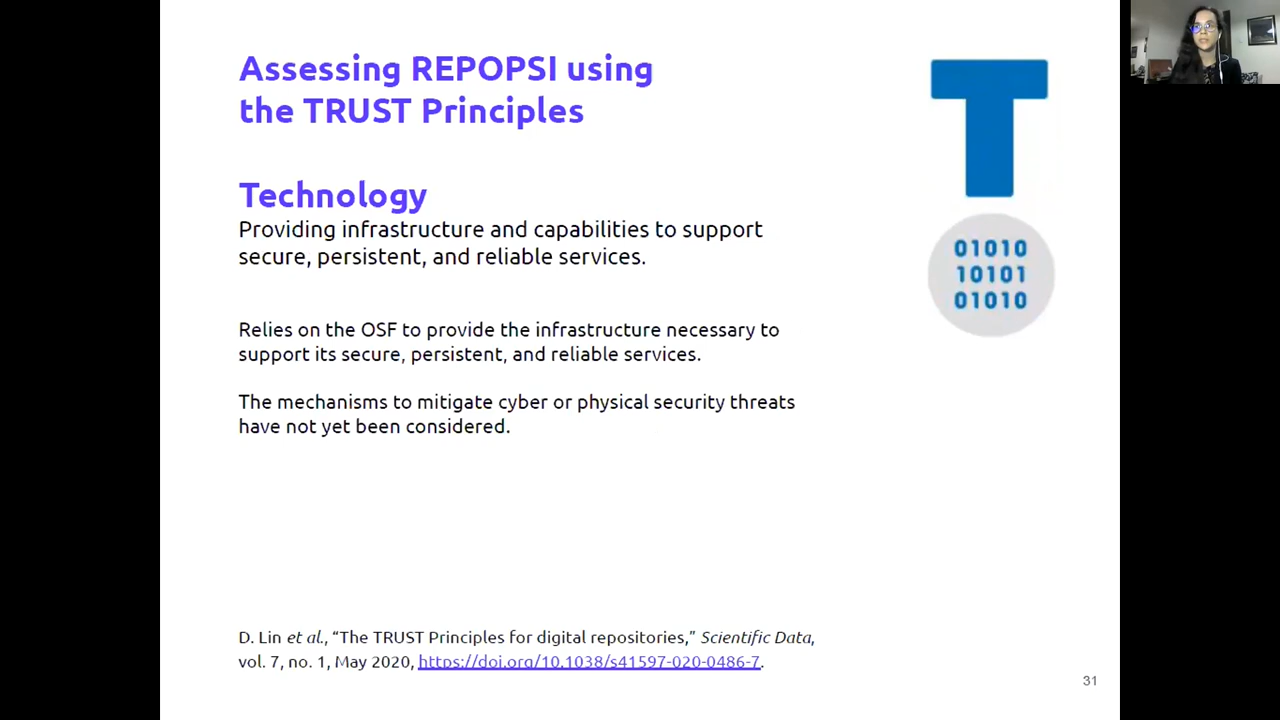 Assessing REPOPSI using
the TRUST Principles
T
Technology
Providing infrastructure and capabilities to support
secure, persistent, and reliable services.
01010
10101
01010
Relies on the OSF to provide the infrastructure necessary to
support its secure, persistent, and reliable services.
The mechanisms to mitigate cyber or physical security threats
have not yet been considered.
D. Lin et al., “The TRUST Principles for digital repositories,” Scientific Data,
vol. 7, no. 1, May 2020, https://doi.org/10.1038/s41597-020-0486-7.
31